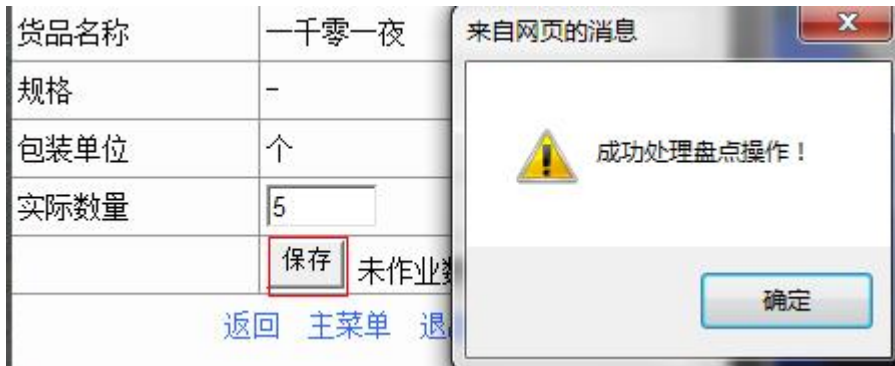 货品名称 一千零一夜
规格 -
包装单位 个
实际数量 5
保存 未作业
返回 主菜单 退
来自网页的消息
成功处理盘点操作!
确定